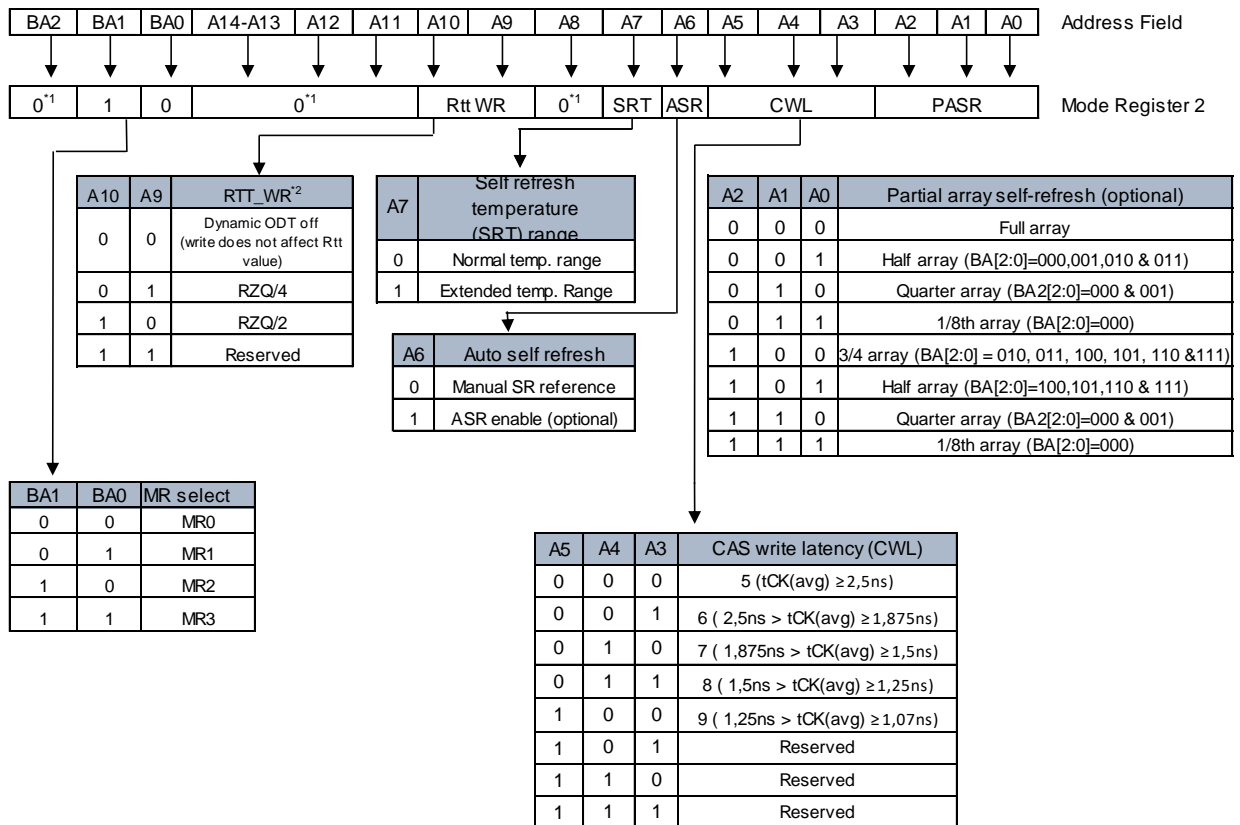 BA2 BA1 BA0 A14-A13 A12 A11 A10 A9 A8 A7 A6 A5 A4 A3 A2 A1 A0 Address Field
0*1 1 0 0*1 Rtt WR 0*1 SRT ASR CWL PASR Mode Register 2
A10 A9 RTT_WR*2
0 0 Dynamic ODT off
(write does not affect Rtt
value)
0 1 RZQ/4
1 0 RZQ/2
1 1 Reserved
A7 Self refresh
temperature
(SRT) range
0 Normal temp. range
1 Extended temp. Range
A6 Auto self refresh
0 Manual SR reference
1 ASR enable (optional)
A2 A1 A0 Partial array self-refresh (optional)
0 0 0 Full array
0 0 1 Half array (BA[2:0]=000,001,010 & 011)
0 1 0 Quarter array (BA2[2:0]=000 & 001)
0 1 1 1/8th array (BA[2:0]=000)
1 0 0 3/4 array (BA[2:0] = 010, 011, 100, 101, 110 &111)
1 0 1 Half array (BA[2:0]=100,101,110 & 111)
1 1 0 Quarter array (BA2[2:0]=000 & 001)
1 1 1 1/8th array (BA[2:0]=000)
BA1 BA0 MR select
0 0 MR0
0 1 MR1
1 0 MR2
1 1 MR3
A5 A4 A3 CAS write latency (CWL)
0 0 0 5 (tCK(avg) ≥2,5ns)
0 0 1 6 ( 2,5ns > tCK(avg) ≥1,875ns)
0 1 0 7 ( 1,875ns > tCK(avg) ≥1,5ns)
0 1 1 8 ( 1,5ns > tCK(avg) ≥1,25ns)
1 0 0 9 ( 1,25ns > tCK(avg) ≥1,07ns)
1 0 1 Reserved
1 1 0 Reserved
1 1 1 Reserved